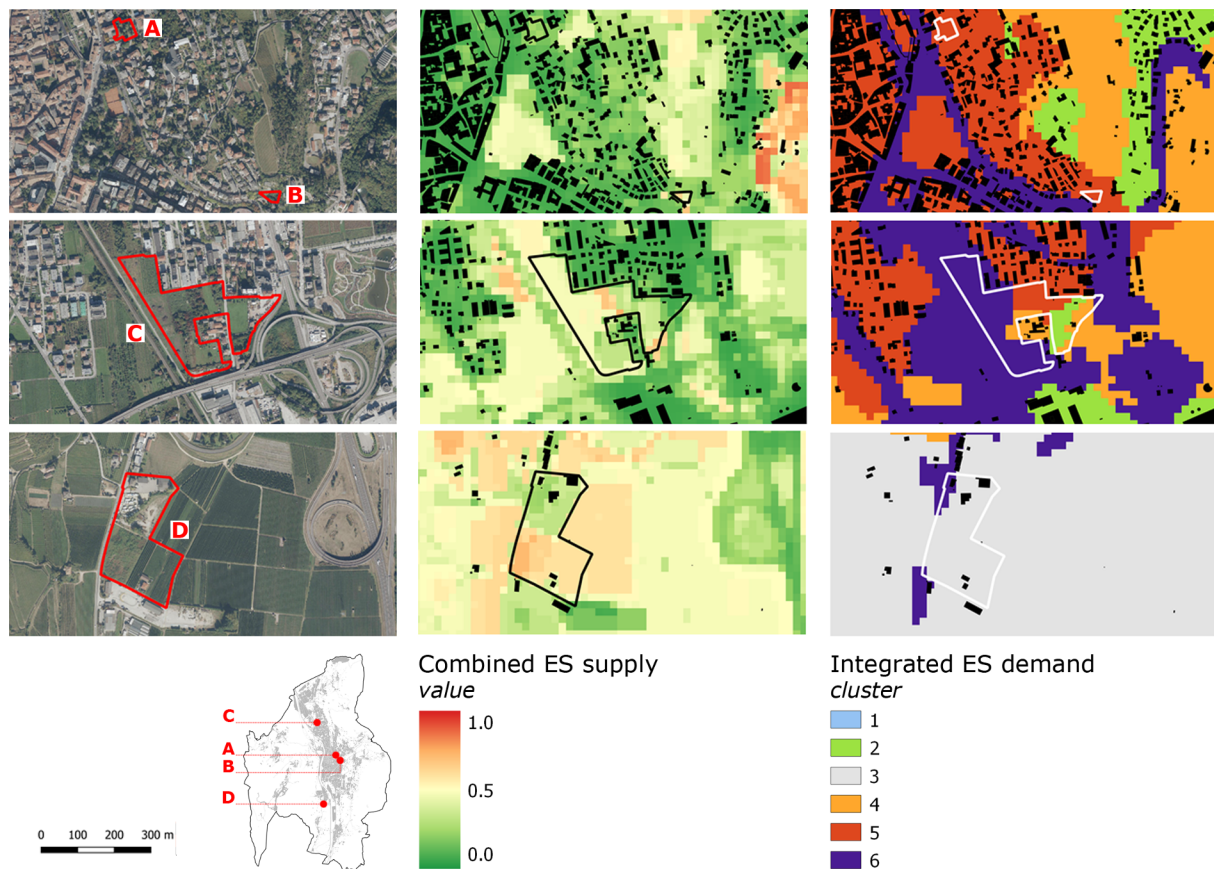 A
B
C
D
Combined ES supply
value
1.0
0.5
0.0
Integrated ES demand
cluster
1
2
3
4
5
6
C
A
B
D
0 100 200 300 m